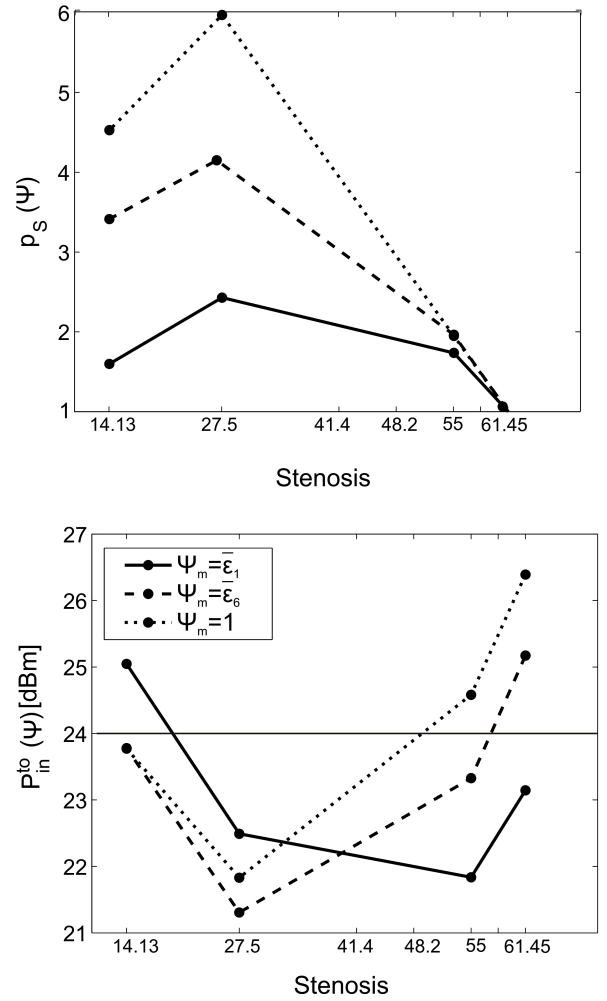 6
5
4
3
2
1
p_S (Ψ)
14.13 27.5 41.4 48.2 55 61.45
Stenosis
27
26
25
24
23
22
21
P_in^to (Ψ) [dBm]
Ψ_m=ε̅_1
Ψ_m=ε̅_6
Ψ_m=1
14.13 27.5 41.4 48.2 55 61.45
Stenosis